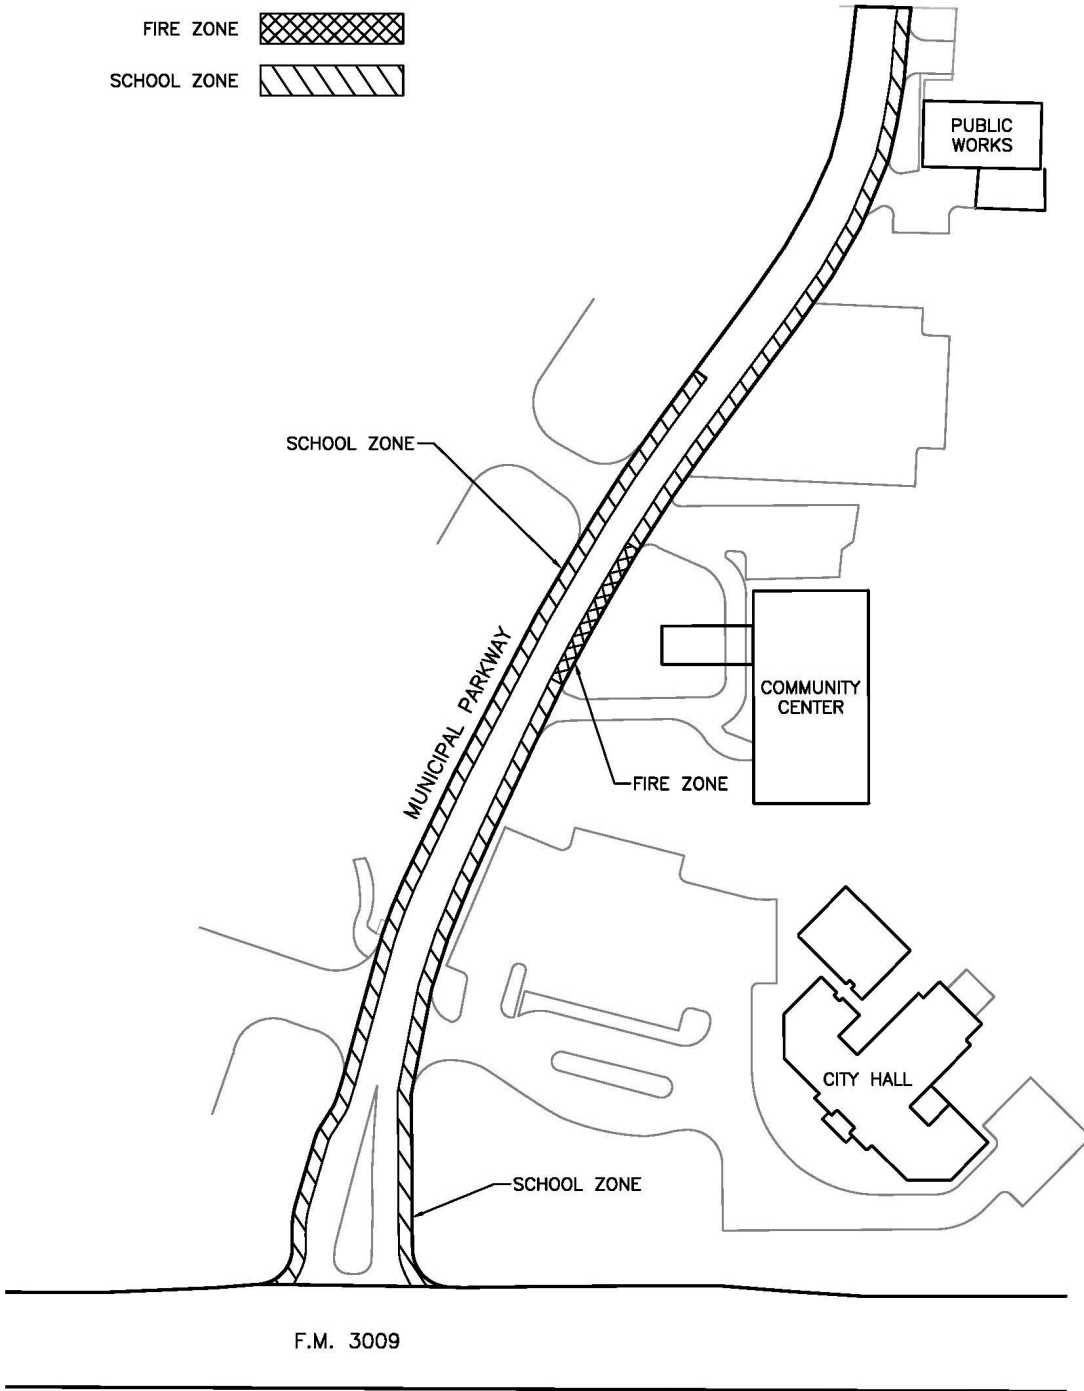 FIRE ZONE
SCHOOL ZONE
PUBLIC
WORKS
SCHOOL ZONE
MUNICIPAL PARKWAY
COMMUNITY
CENTER
FIRE ZONE
CITY HALL
SCHOOL ZONE
F.M. 3009